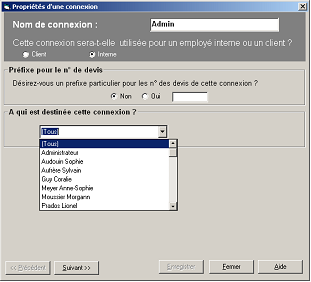 Propriétés d'une connexion
Nom de connexion : Admin
Cette connexion sera-t-elle utilisée pour un employé interne ou un client ?
Client Interne
Préfixe pour le n° de devis
Désirez-vous un prefixe particulier pour les n° des devis de cette connexion ?
Non Oui
A qui est destinée cette connexion ?
(Tous)
(Tous)
Administrateur
Audouin Sophie
Autière Sylvain
Guy Coralie
Meyer Anne-Sophie
Moussier Morgann
Prados Lionel
<< Précédent Suivant >> Enregistrer Fermer Aide